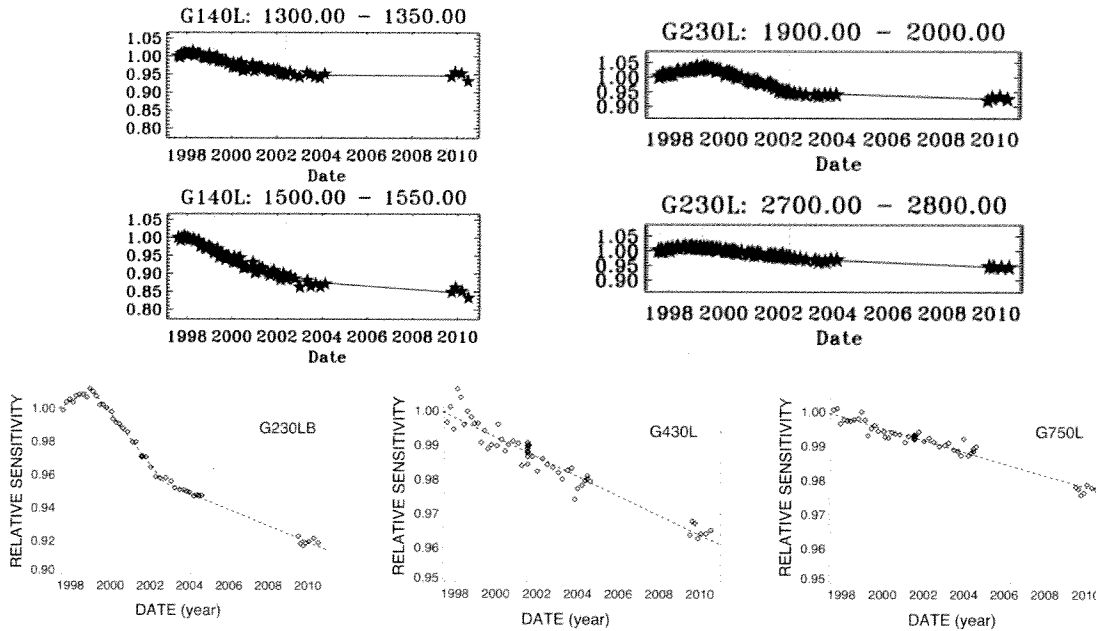 G140L: 1300.00 – 1350.00
1.05
1.00
0.95
0.90
0.85
0.80
1998 2000 2002 2004 2006 2008 2010
Date
G230L: 1900.00 – 2000.00
1.05
1.00
0.95
0.90
1998 2000 2002 2004 2006 2008 2010
Date
G140L: 1500.00 – 1550.00
1.05
1.00
0.95
0.90
0.85
0.80
1998 2000 2002 2004 2006 2008 2010
Date
G230L: 2700.00 – 2800.00
1.05
1.00
0.95
0.90
1998 2000 2002 2004 2006 2008 2010
Date
RELATIVE SENSITIVITY
1.00
0.98
0.96
0.94
0.92
0.90
G230LB
1998 2000 2002 2004 2006 2008 2010
DATE (year)
RELATIVE SENSITIVITY
1.00
0.99
0.98
0.97
0.96
0.95
G430L
1998 2000 2002 2004 2006 2008 2010
DATE (year)
RELATIVE SENSITIVITY
1.00
0.99
0.98
0.97
0.96
0.95
G750L
1998 2000 2002 2004 2006 2008 2010
DATE (year)